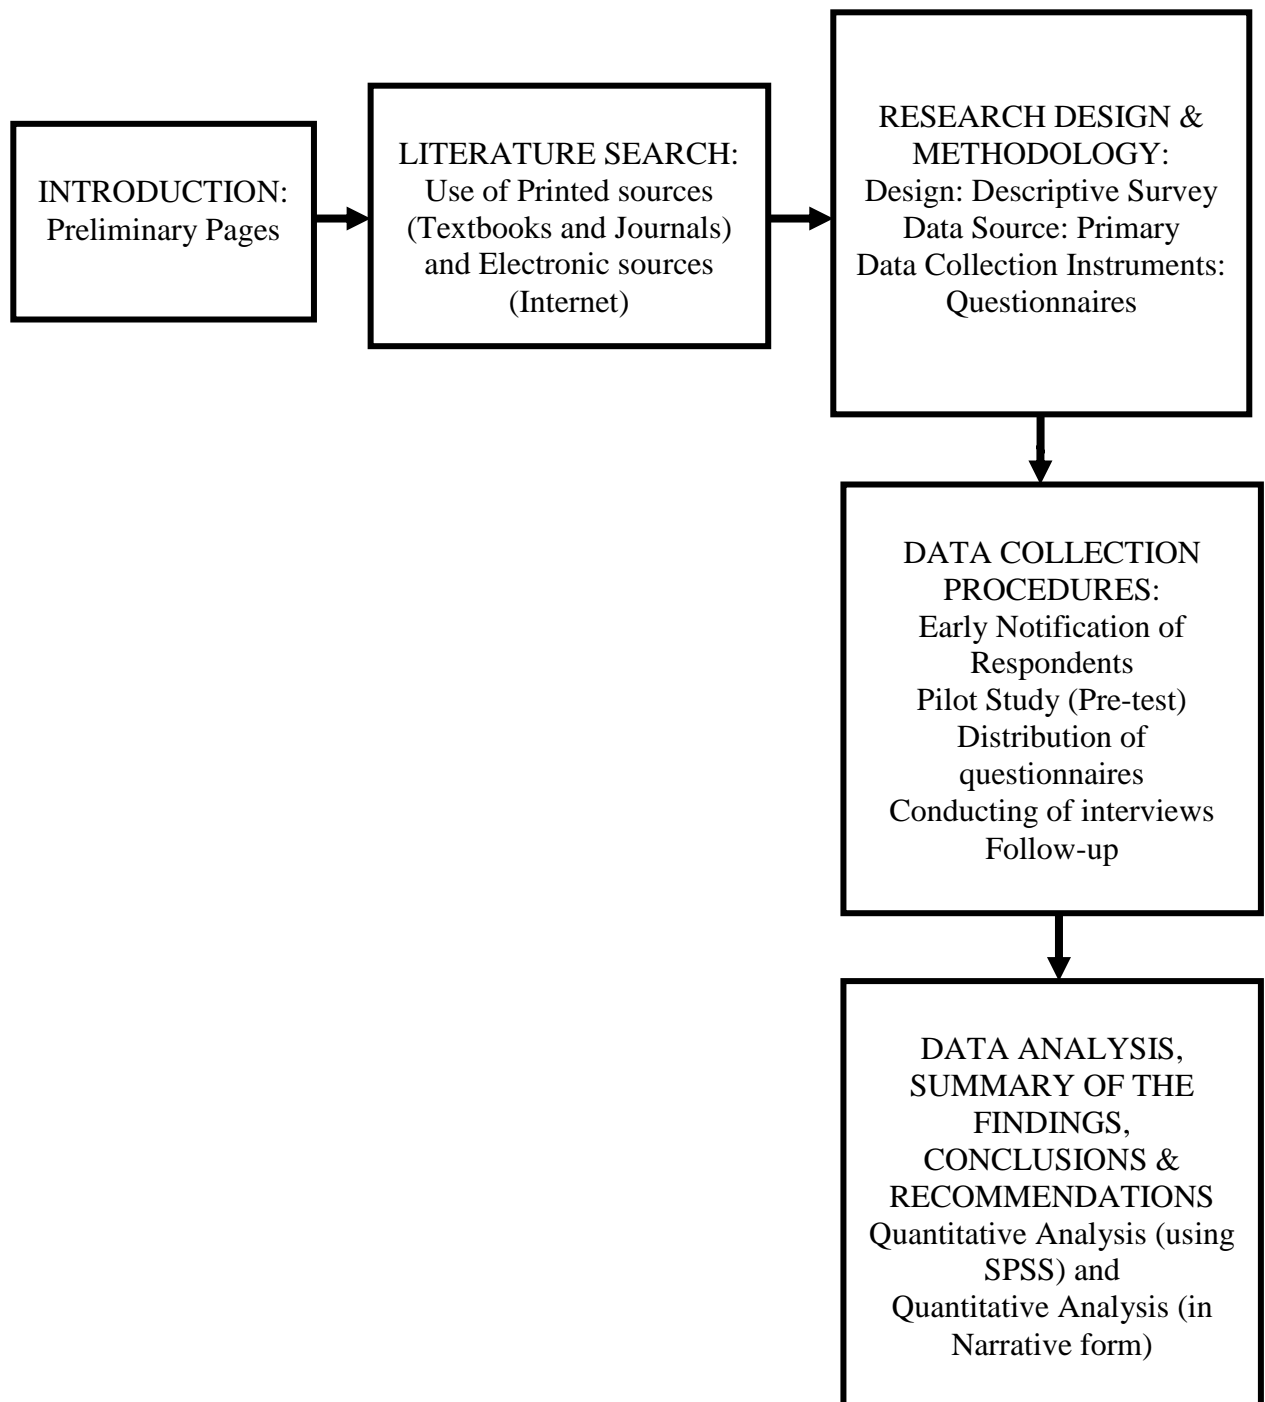 INTRODUCTION:
Preliminary Pages
LITERATURE SEARCH:
Use of Printed sources
(Textbooks and Journals)
and Electronic sources
(Internet)
RESEARCH DESIGN &
METHODOLOGY:
Design: Descriptive Survey
Data Source: Primary
Data Collection Instruments:
Questionnaires
DATA COLLECTION
PROCEDURES:
Early Notification of
Respondents
Pilot Study (Pre-test)
Distribution of
questionnaires
Conducting of interviews
Follow-up
DATA ANALYSIS,
SUMMARY OF THE
FINDINGS,
CONCLUSIONS &
RECOMMENDATIONS
Quantitative Analysis (using
SPSS) and
Quantitative Analysis (in
Narrative form)